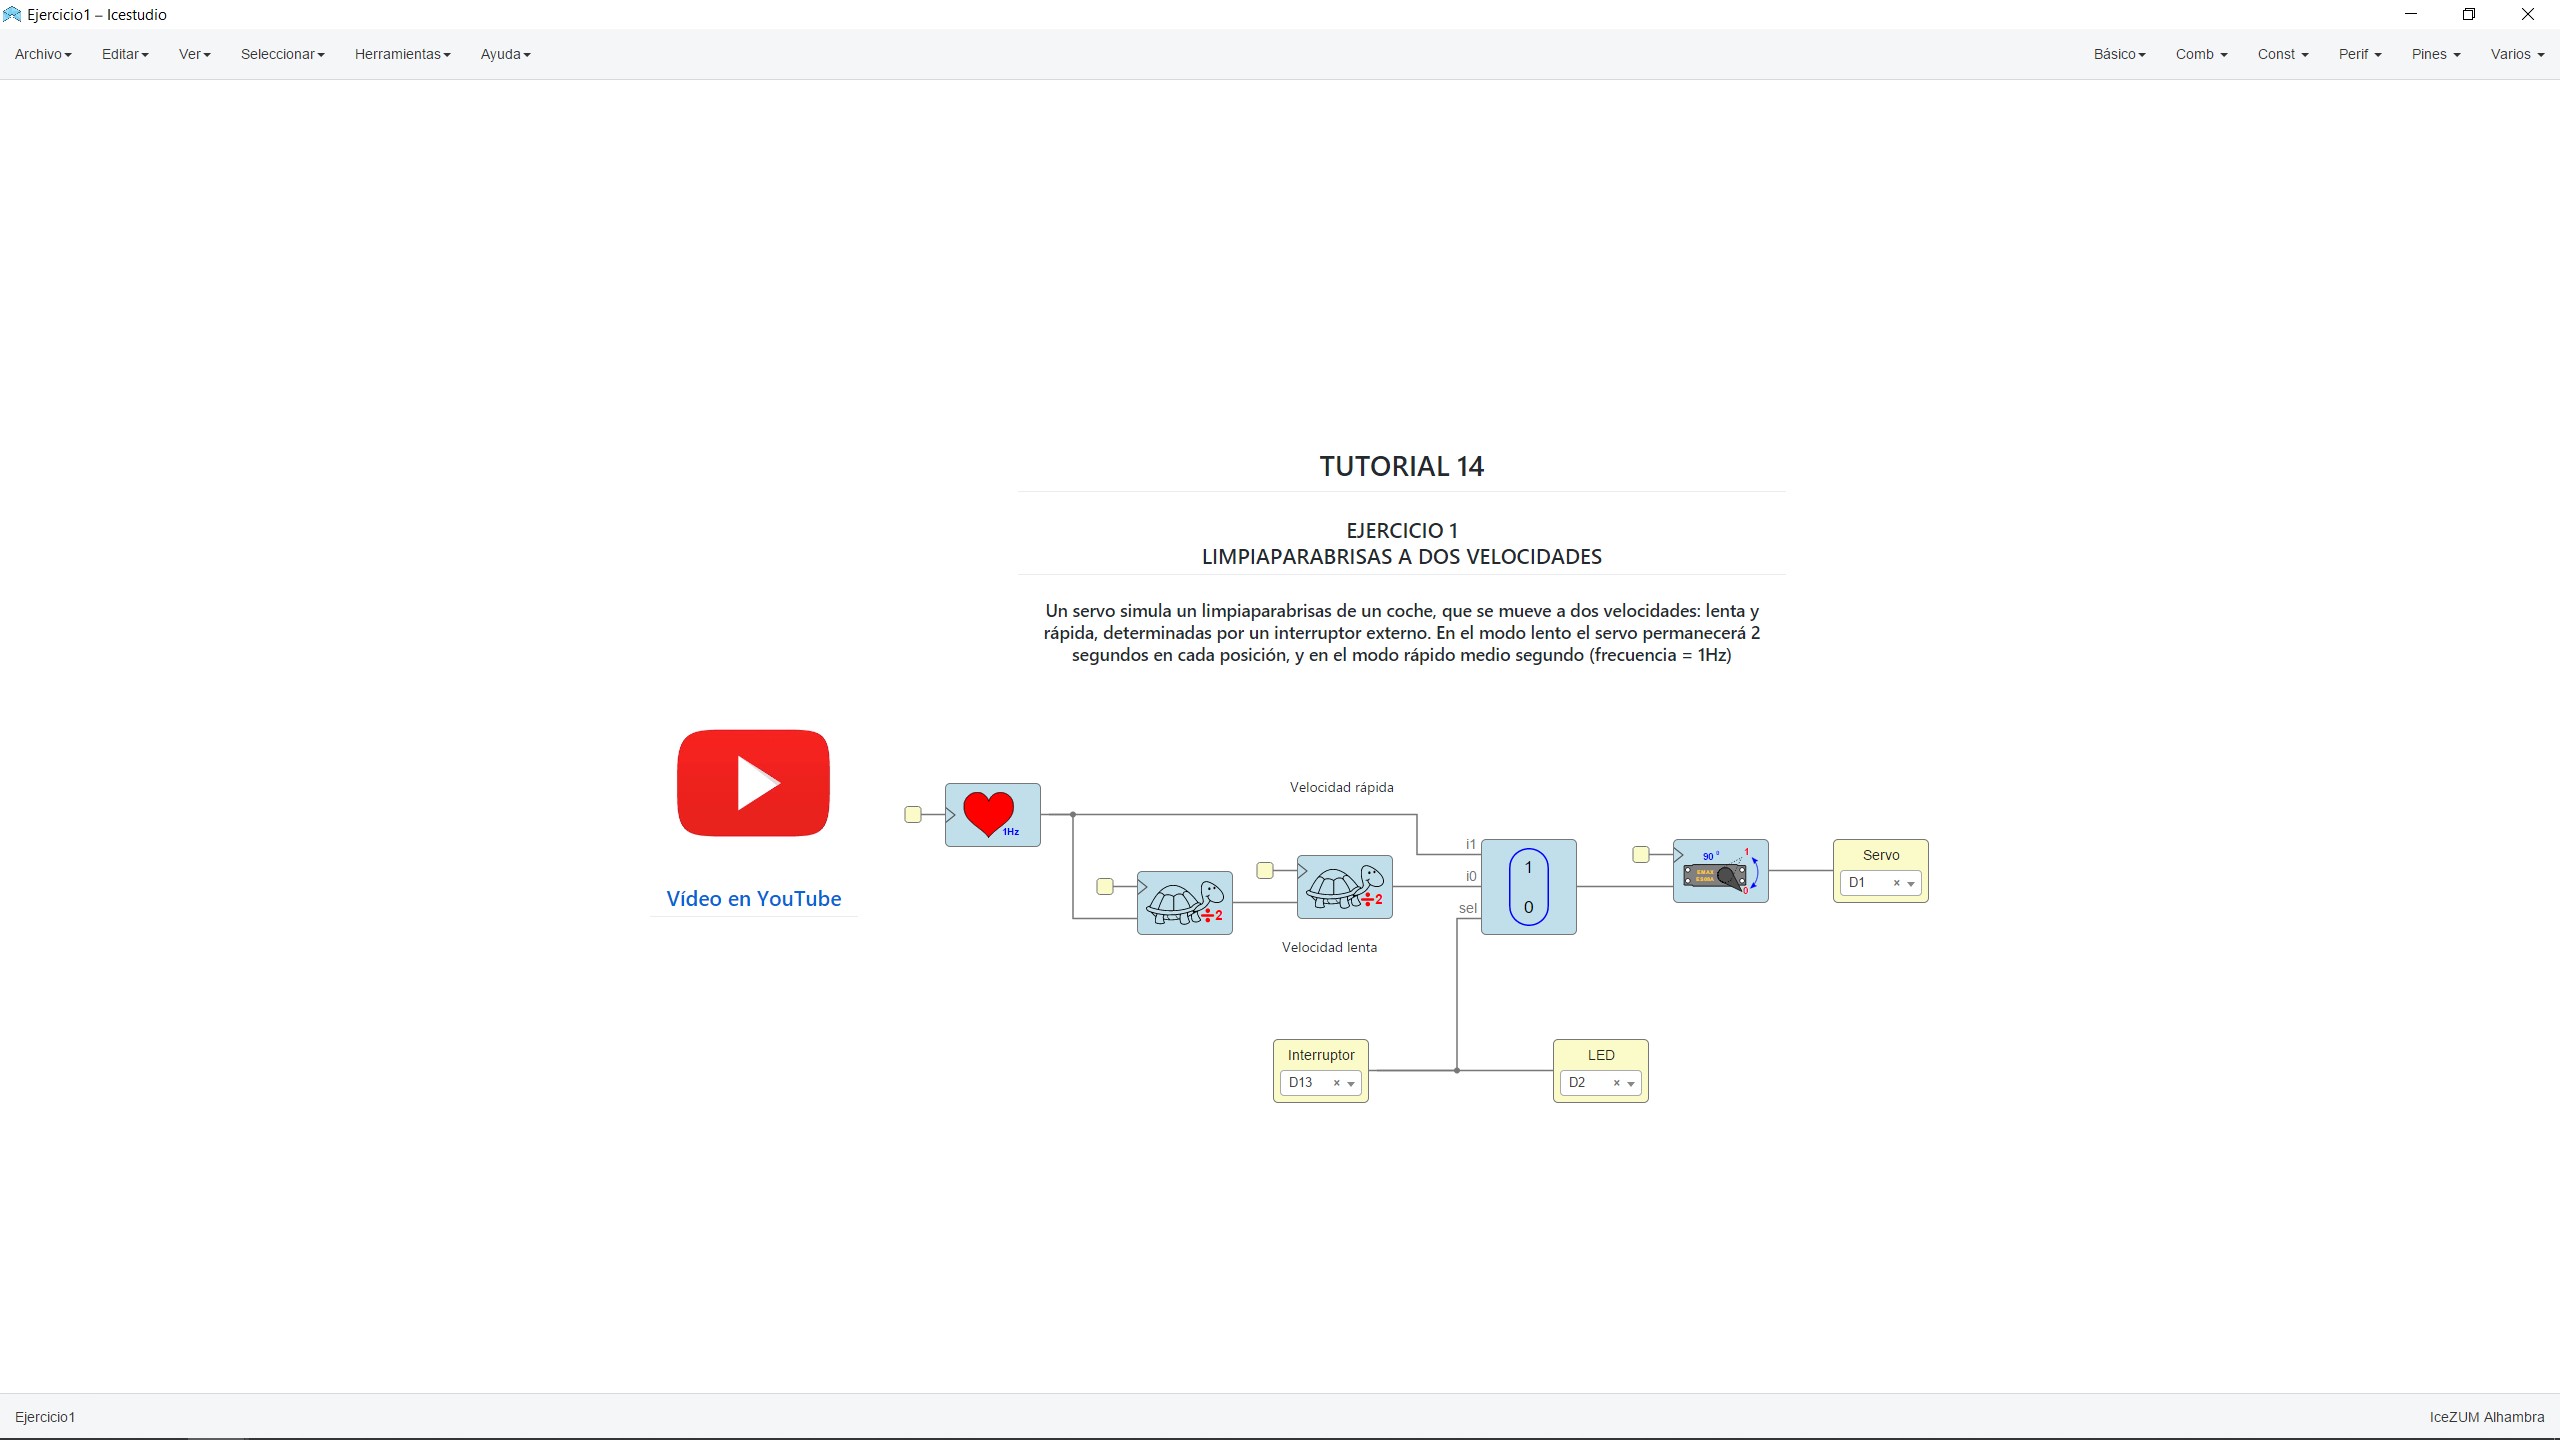 Ejercicio1 – Icestudio
Archivo Editar Ver Seleccionar Herramientas Ayuda Básico Comb Const Perif Pines Varios
TUTORIAL 14
EJERCICIO 1
LIMPIAPARABRISAS A DOS VELOCIDADES
Un servo simula un limpiaparabrisas de un coche, que se mueve a dos velocidades: lenta y
rápida, determinadas por un interruptor externo. En el modo lento el servo permanecerá 2
segundos en cada posición, y en el modo rápido medio segundo (frecuencia = 1Hz)
Vídeo en YouTube
1Hz
Velocidad rápida
÷2
÷2
Velocidad lenta
i1
i0
sel
1
0
90 º
1
0
EMAX
ES08A
Servo
D1 ×
Interruptor
D13 ×
LED
D2 ×
Ejercicio1
IceZUM Alhambra